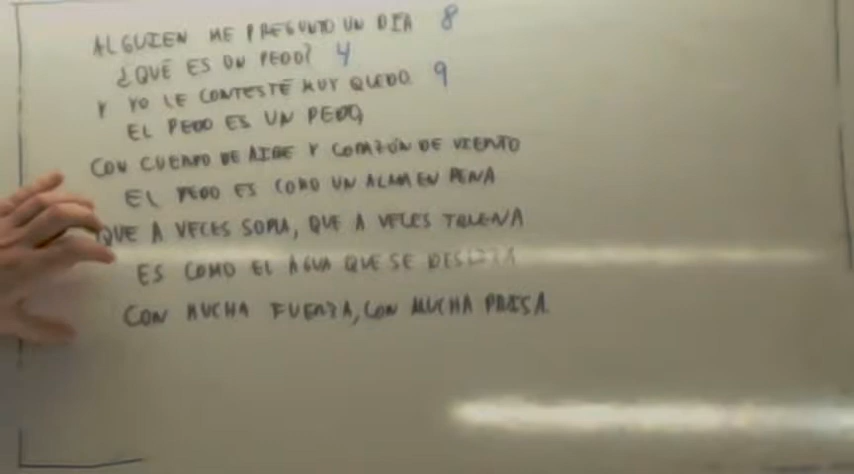 ALGUIEN ME PREGUNTO UN DIA 8
¿QUÉ ES UN PEDO? 4
Y YO LE CONTESTÉ MUY QUEDO 9
EL PEDO ES UN PEDO,
CON CUERPO DE AIRE Y CORAZÓN DE VIENTO
EL PEDO ES COMO UN ALMA EN PENA
QUE A VECES SOPLA, QUE A VECES TRUENA
ES COMO EL AGUA QUE SE DESLIZA
CON MUCHA FUERZA, CON MUCHA PRISA